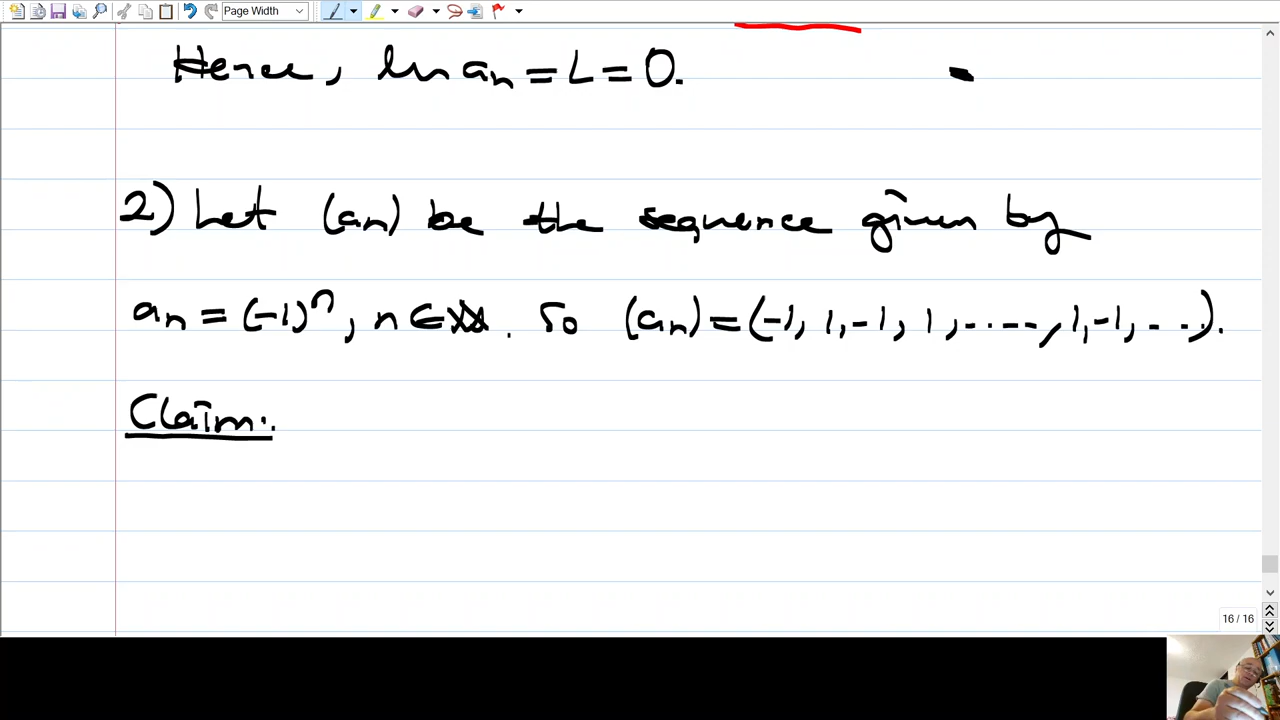 Page Width
Hence, lim an = L = 0.
2) Let (an) be the sequence given by
an = (-1)^n, n ∈ ℕ. So (an) = (-1, 1, -1, 1, ....., 1, -1, ...).
Claim:
16 / 16